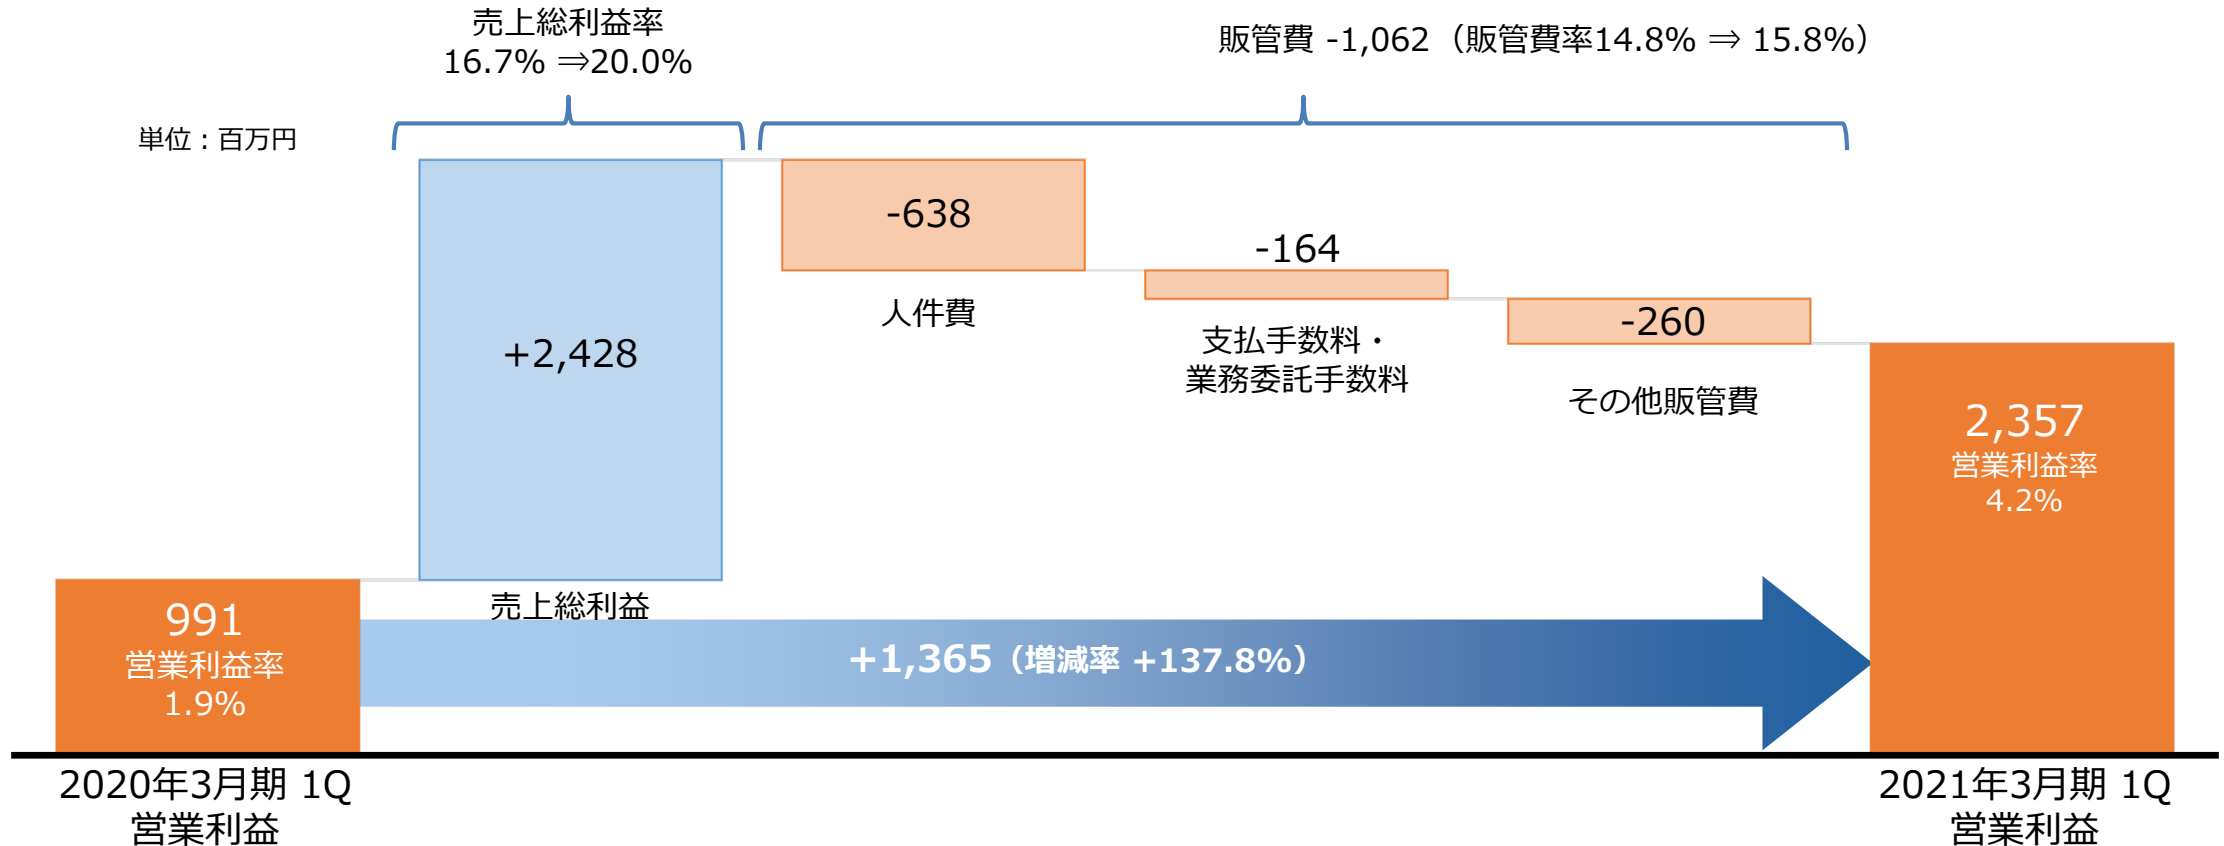 売上総利益率
16.7% ⇒20.0%
販管費 -1,062（販管費率14.8% ⇒ 15.8%）
単位：百万円
-638
-164
人件費
-260
+2,428
支払手数料・
業務委託手数料
その他販管費
2,357
営業利益率
4.2%
売上総利益
991
営業利益率
1.9%
+1,365（増減率 +137.8%）
2020年3月期 1Q
営業利益
2021年3月期 1Q
営業利益